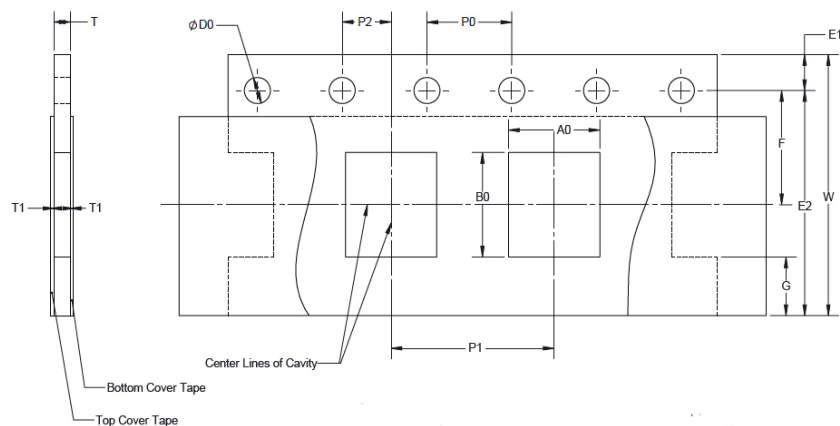 T
ϕD0
P2
P0
E1
A0
F
T1
T1
B0
E2
W
G
Center Lines of Cavity
P1
Bottom Cover Tape
Top Cover Tape